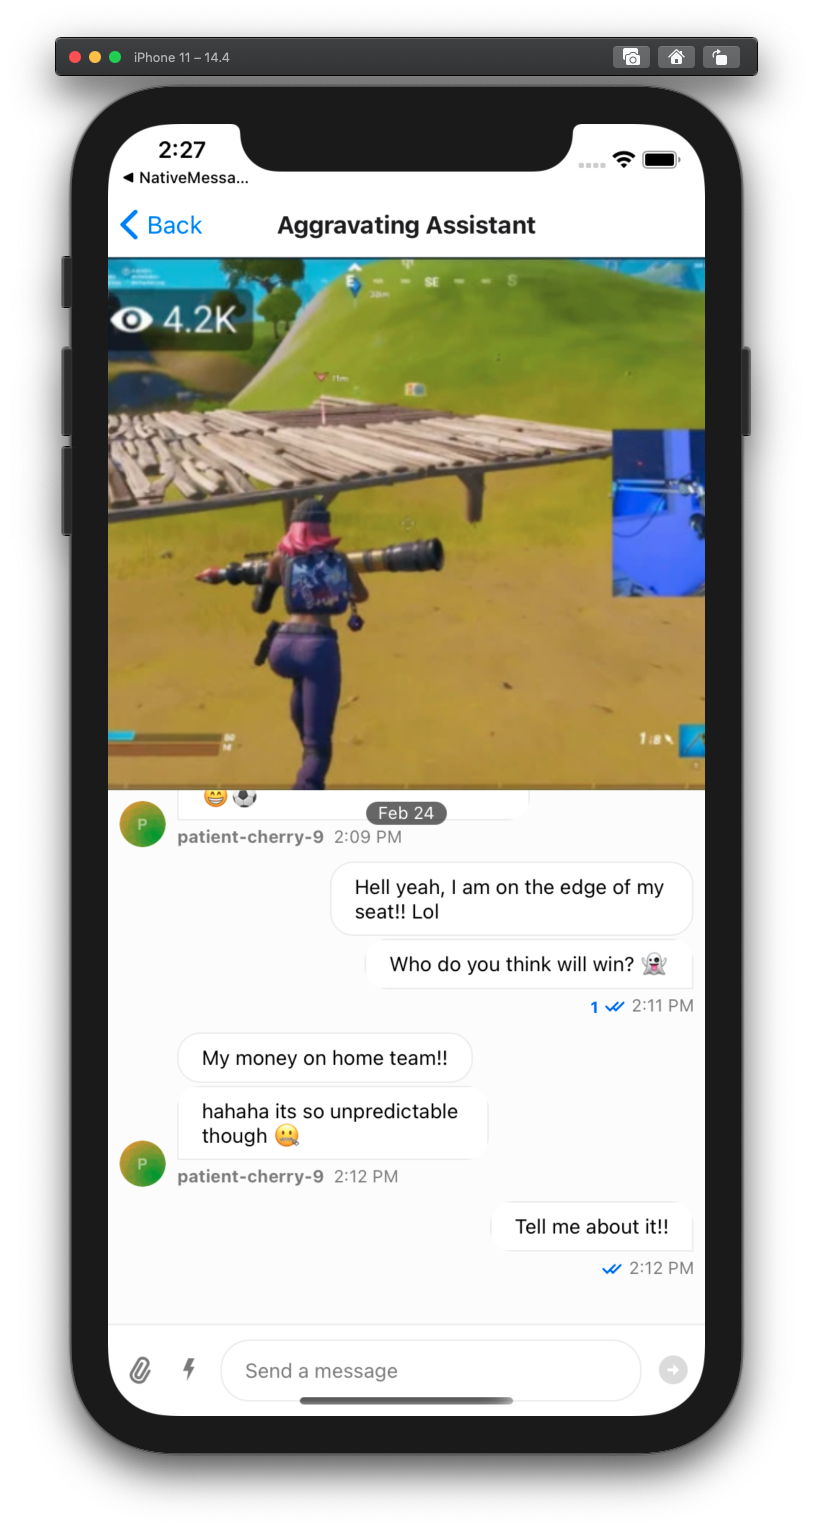 iPhone 11 – 14.4
2:27
◀ NativeMessa...
Back
Aggravating Assistant
E
SE
S
4.2K
11m
😁⚽
Feb 24
P
patient-cherry-9 2:09 PM
Hell yeah, I am on the edge of my
seat!! Lol
Who do you think will win? 👻
1 2:11 PM
My money on home team!!
hahaha its so unpredictable
though 🤐
P
patient-cherry-9 2:12 PM
Tell me about it!!
2:12 PM
Send a message